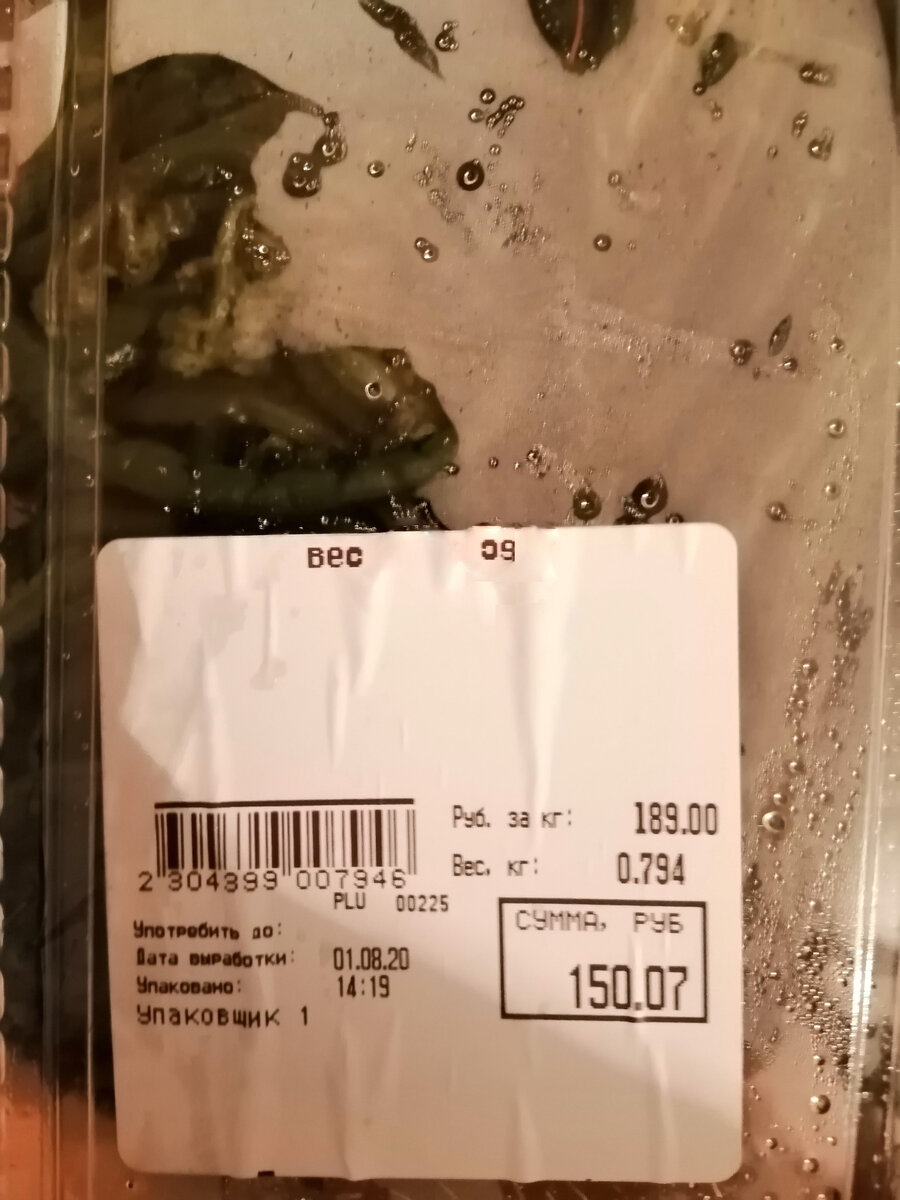 вес
Руб. за кг: 189.00
Вес, кг: 0.794
2 304399 007946
PLU 00225
Употребить до:
Дата выработки: 01.08.20
Упаковано: 14:19
Упаковщик 1
СУММА, РУБ
150.07